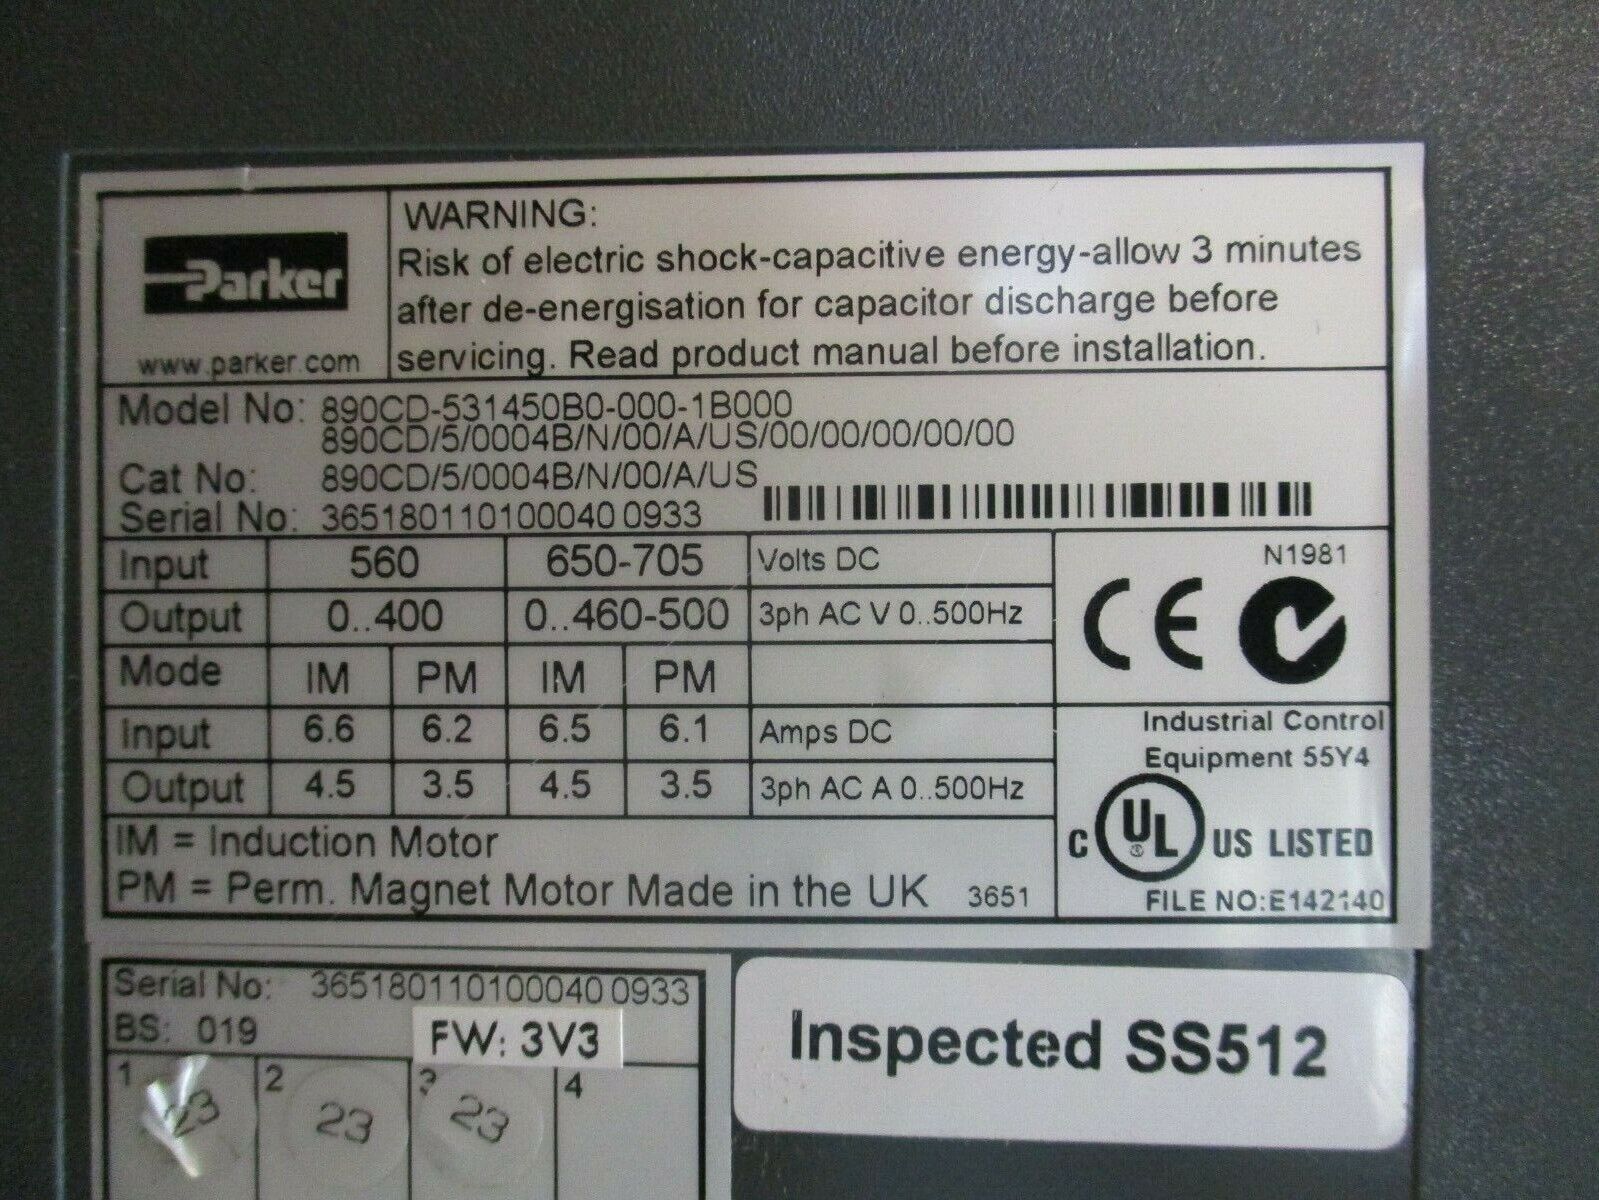 Parker
www.parker.com
WARNING:
Risk of electric shock-capacitive energy-allow 3 minutes
after de-energisation for capacitor discharge before
servicing. Read product manual before installation.
Model No: 890CD-531450B0-000-1B000
890CD/5/0004B/N/00/A/US/00/00/00/00/00
Cat No: 890CD/5/0004B/N/00/A/US
Serial No: 3651801101000400933
Input 560 650-705 Volts DC
Output 0..400 0..460-500 3ph AC V 0..500Hz
Mode IM PM IM PM
Input 6.6 6.2 6.5 6.1 Amps DC
Output 4.5 3.5 4.5 3.5 3ph AC A 0..500Hz
IM = Induction Motor
PM = Perm. Magnet Motor Made in the UK 3651
N1981
CE
Industrial Control
Equipment 55Y4
C UL US LISTED
FILE NO:E142140
Serial No: 3651801101000400933
BS: 019
FW: 3V3
1 2 3 4
23 23 23
Inspected SS512